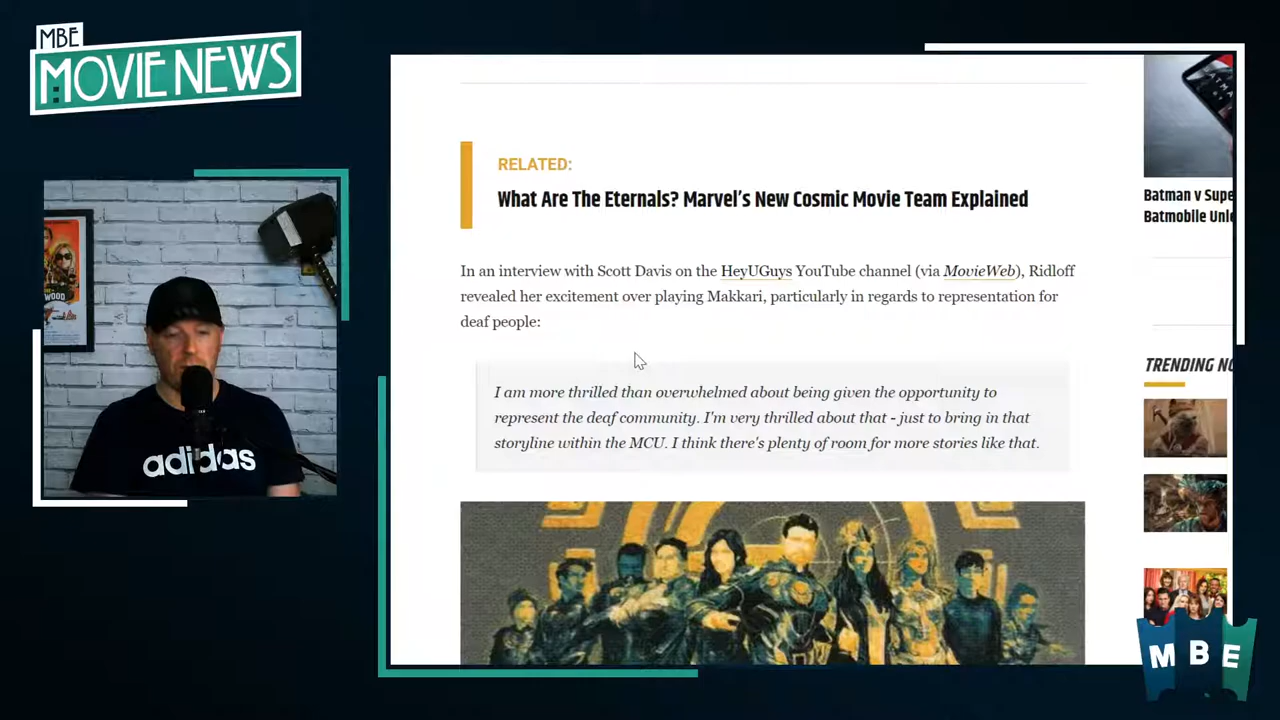 MBE
MOVIE NEWS
RELATED:
What Are The Eternals? Marvel's New Cosmic Movie Team Explained
In an interview with Scott Davis on the HeyUGuys YouTube channel (via MovieWeb), Ridloff
revealed her excitement over playing Makkari, particularly in regards to representation for
deaf people:
I am more thrilled than overwhelmed about being given the opportunity to
represent the deaf community. I'm very thrilled about that - just to bring in that
storyline within the MCU. I think there's plenty of room for more stories like that.
Batman v Supe
Batmobile Unle
TRENDING NO
adidas
MBE